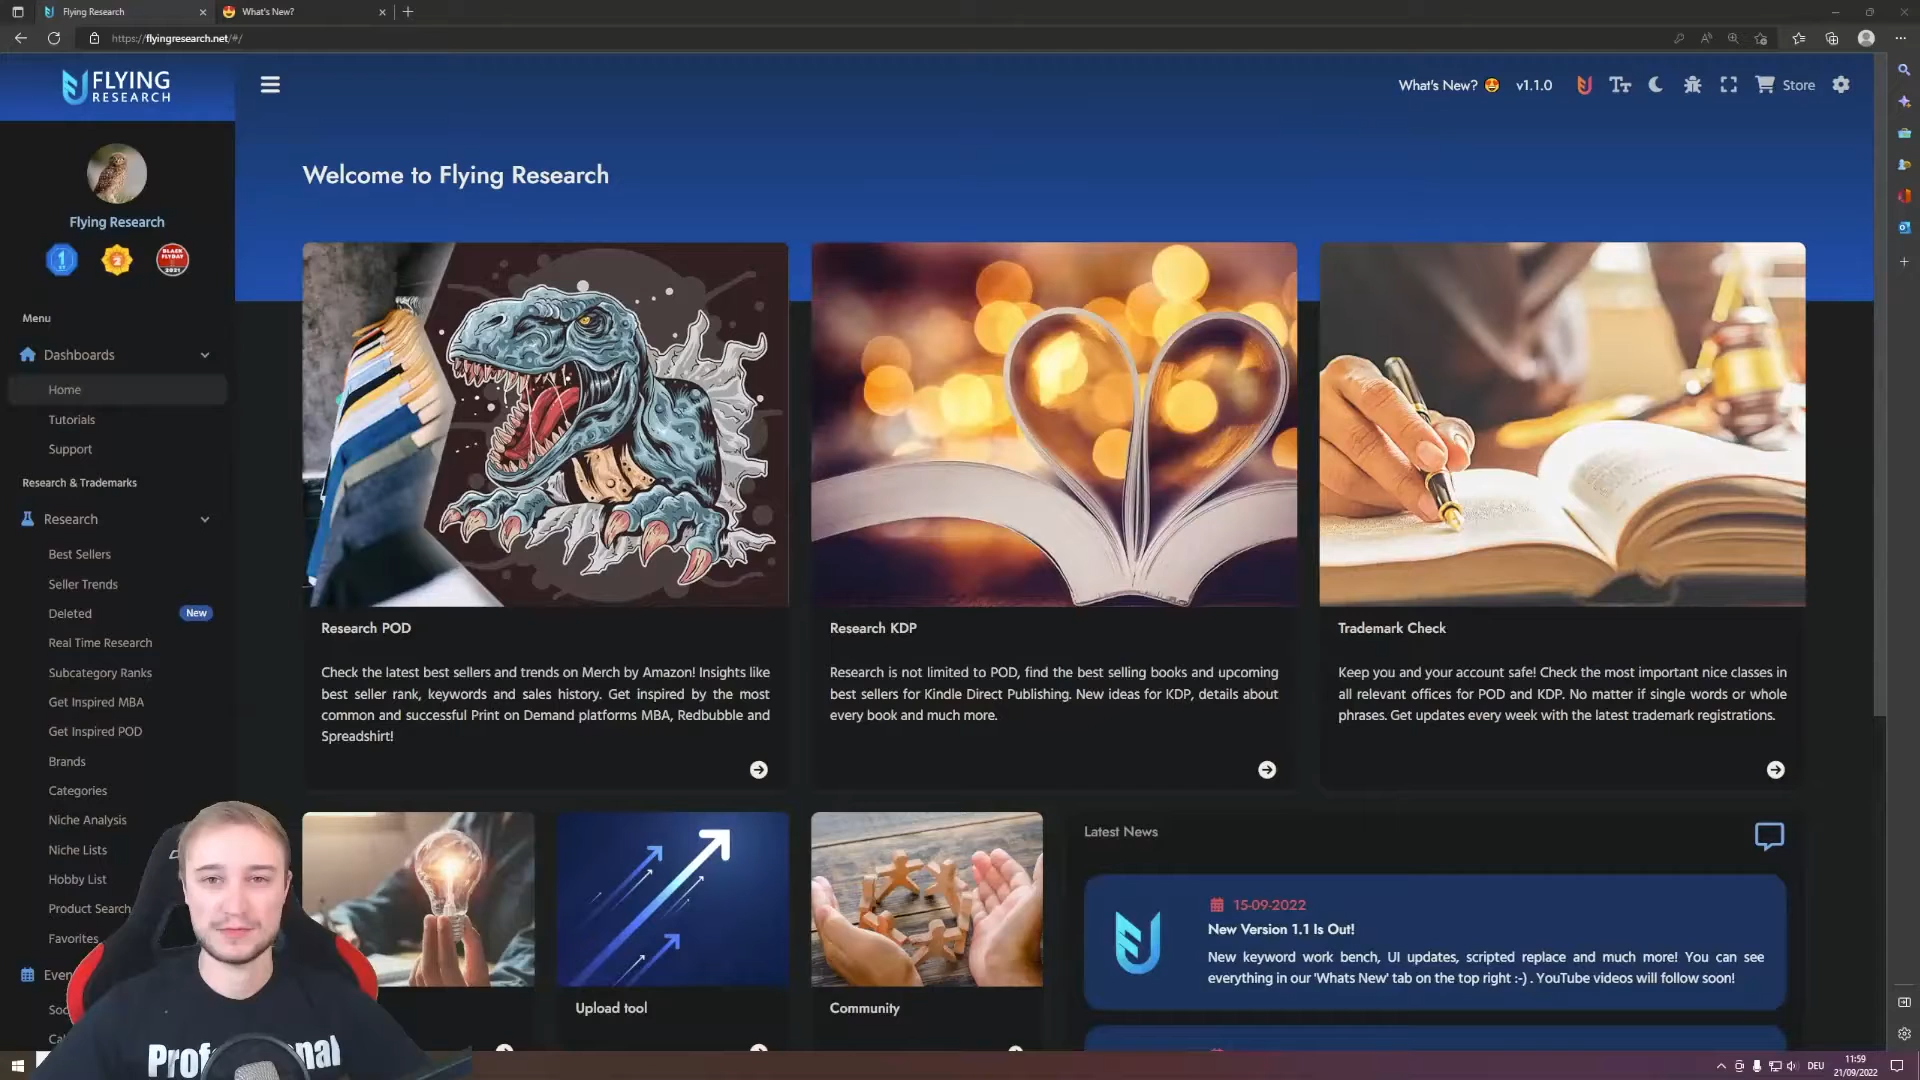 Flying Research
What's New?
https://flyingresearch.net/#/
FLYING
RESEARCH
What's New?
v1.1.0
Store
Welcome to Flying Research
Flying Research
1
2
BLACK
FLYDAY
2021
Menu
Dashboards
Home
Tutorials
Support
Research & Trademarks
Research
Best Sellers
Seller Trends
Deleted New
Real Time Research
Subcategory Ranks
Get Inspired MBA
Get Inspired POD
Brands
Categories
Niche Analysis
Niche Lists
Hobby List
Product Search
Favorites
Research POD
Check the latest best sellers and trends on Merch by Amazon! Insights like
best seller rank, keywords and sales history. Get inspired by the most
common and successful Print on Demand platforms MBA, Redbubble and
Spreadshirt!
Research KDP
Research is not limited to POD, find the best selling books and upcoming
best sellers for Kindle Direct Publishing. New ideas for KDP, details about
every book and much more.
Trademark Check
Keep you and your account safe! Check the most important nice classes in
all relevant offices for POD and KDP. No matter if single words or whole
phrases. Get updates every week with the latest trademark registrations.
Upload tool
Community
Latest News
15-09-2022
New Version 1.1 Is Out!
New keyword work bench, UI updates, scripted replace and much more! You can see
everything in our 'Whats New' tab on the top right :-) . YouTube videos will follow soon!
DEU
11:59
21/09/2022